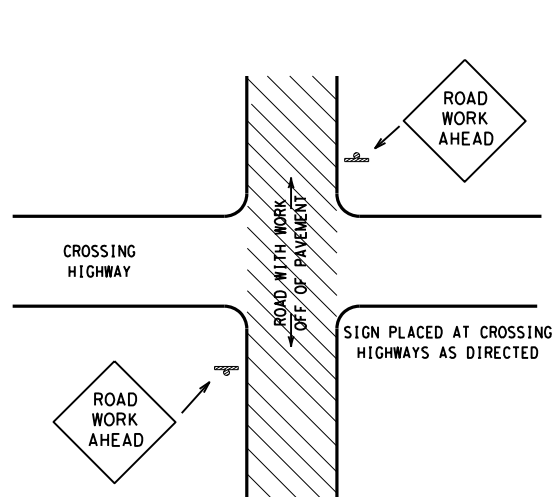 ROAD
WORK
AHEAD
ROAD WITH WORK
OFF OF PAVEMENT
CROSSING
HIGHWAY
SIGN PLACED AT CROSSING
HIGHWAYS AS DIRECTED
ROAD
WORK
AHEAD